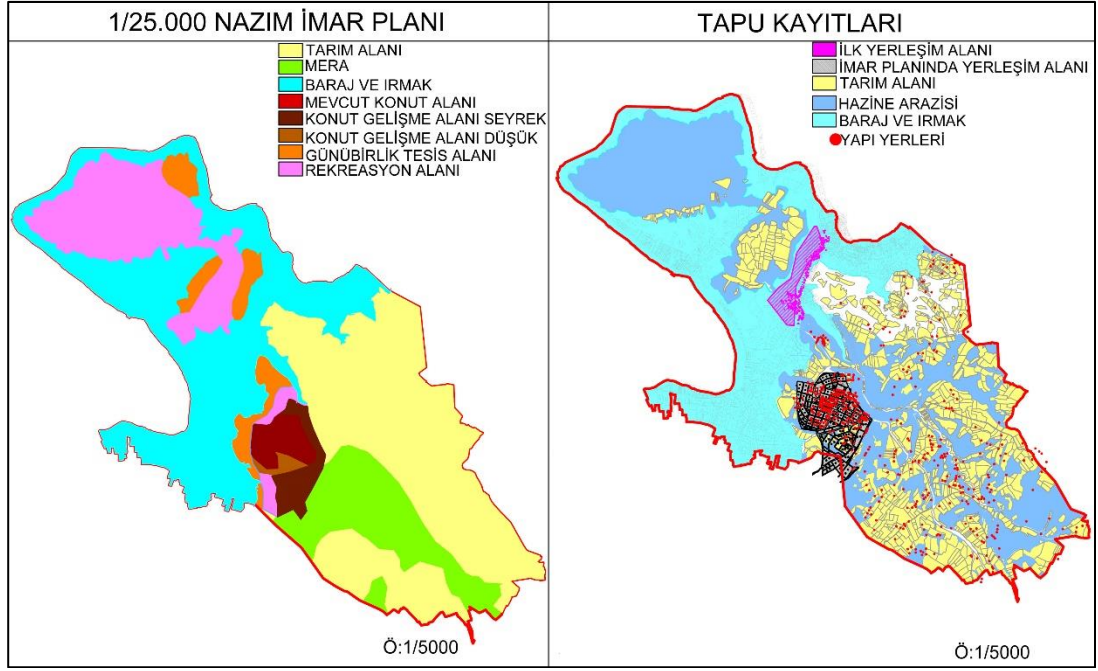 1/25.000 NAZIM İMAR PLANI
TARIM ALANI
MERA
BARAJ VE IRMAK
MEVCUT KONUT ALANI
KONUT GELİŞME ALANI SEYREK
KONUT GELİŞME ALANI DÜŞÜK
GÜNÜBİRLİK TESİS ALANI
REKREASYON ALANI
Ö:1/5000
TAPU KAYITLARI
İLK YERLEŞİM ALANI
İMAR PLANINDA YERLEŞİM ALANI
TARIM ALANI
HAZİNE ARAZİSİ
BARAJ VE IRMAK
YAPI YERLERİ
Ö:1/5000